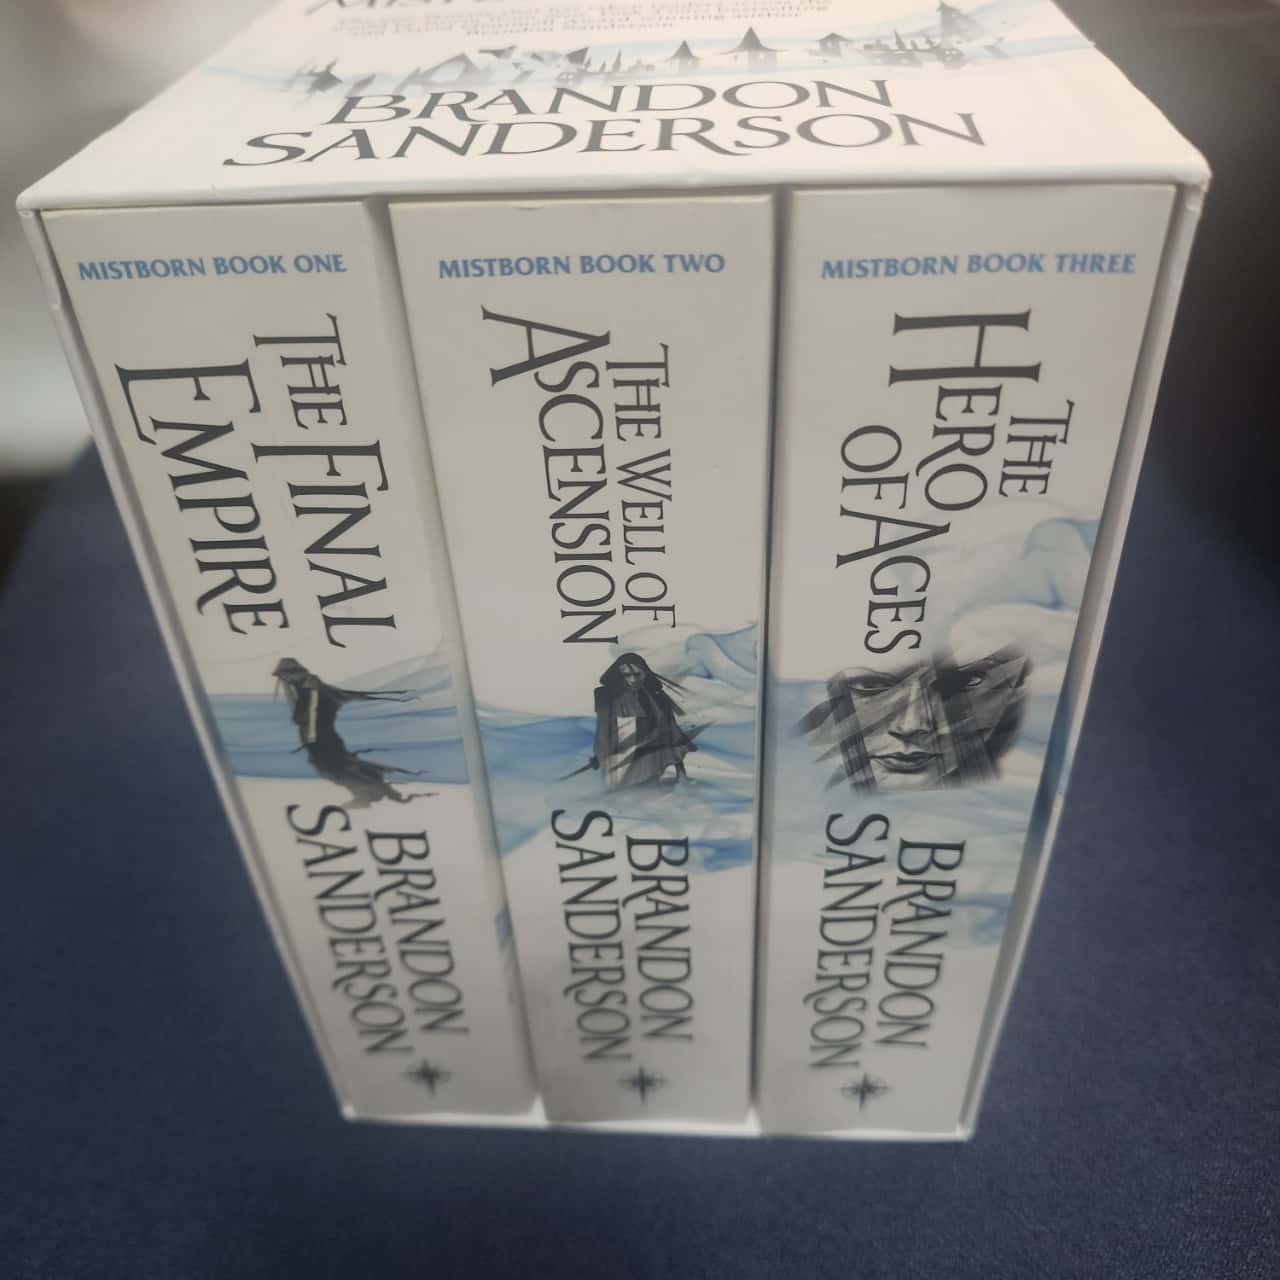 BRANDON
SANDERSON
MISTBORN BOOK ONE
THE FINAL
EMPIRE
BRANDON
SANDERSON
MISTBORN BOOK TWO
THE WELL OF
ASCENSION
BRANDON
SANDERSON
MISTBORN BOOK THREE
THE
HERO
OF AGES
BRANDON
SANDERSON